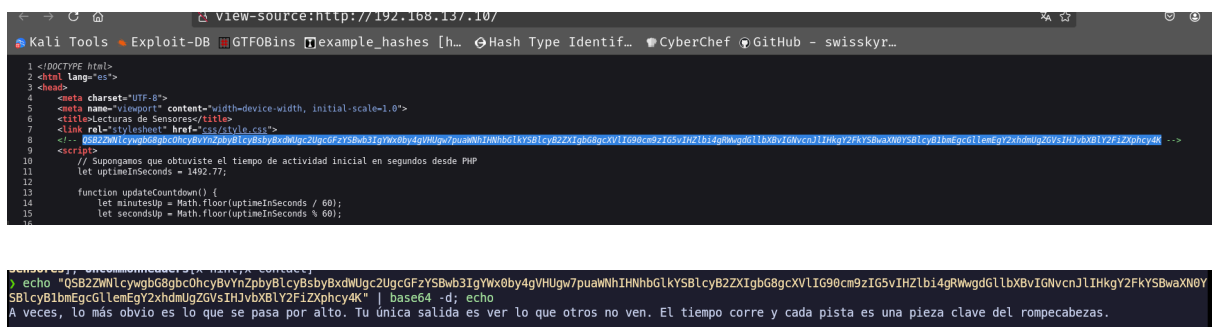 view-source:http://192.168.137.10/
Kali Tools Exploit-DB GTFOBins example_hashes [h… Hash Type Identif… CyberChef GitHub - swisskyr…
1 <!DOCTYPE html>
2 <html lang="es">
3 <head>
4 <meta charset="UTF-8">
5 <meta name="viewport" content="width=device-width, initial-scale=1.0">
6 <title>Lecturas de Sensores</title>
7 <link rel="stylesheet" href="css/style.css">
8 <!-- QSB2ZWNlcywgbG8gbcOhcyBvYnZpbyBlcyBsbyBxdWUgc2UgcGFzYSBwb3IgYWx0by4gVHUgw7puaWNhIHNhbGlkYSBlcyB2ZXIgbG8gcXVlIG90cm9zIG5vIHZlbi4gRWwgdGllbXBvIGNvcnJlIHkgY2FkYSBwaXN0YSBlcyB1bmEgcGllemEgY2xhdmUgZGVsIHJvbXBlY2FiZXphcy4K -->
9 <script>
10 // Supongamos que obtuviste el tiempo de actividad inicial en segundos desde PHP
11 let uptimeInSeconds = 1492.77;
12
13 function updateCountdown() {
14 let minutesUp = Math.floor(uptimeInSeconds / 60);
15 let secondsUp = Math.floor(uptimeInSeconds % 60);
16
❯ echo "QSB2ZWNlcywgbG8gbcOhcyBvYnZpbyBlcyBsbyBxdWUgc2UgcGFzYSBwb3IgYWx0by4gVHUgw7puaWNhIHNhbGlkYSBlcyB2ZXIgbG8gcXVlIG90cm9zIG5vIHZlbi4gRWwgdGllbXBvIGNvcnJlIHkgY2FkYSBwaXN0Y
SBlcyB1bmEgcGllemEgY2xhdmUgZGVsIHJvbXBlY2FiZXphcy4K" | base64 -d; echo
A veces, lo más obvio es lo que se pasa por alto. Tu única salida es ver lo que otros no ven. El tiempo corre y cada pista es una pieza clave del rompecabezas.